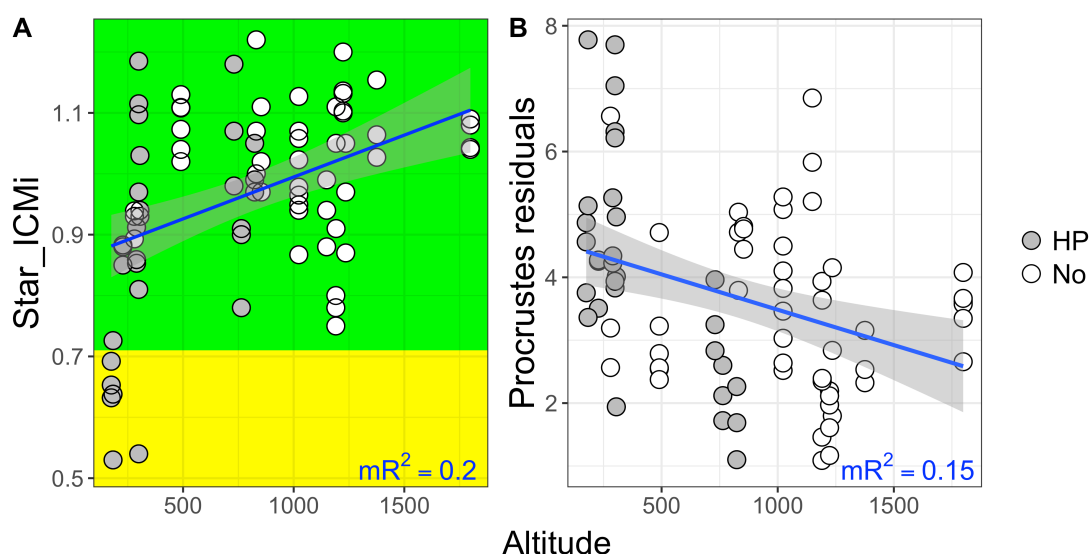 A
B
Star_ICMi
1.1
0.9
0.7
0.5
500
1000
1500
mR² = 0.2
Procrustes residuals
8
6
4
2
500
1000
1500
mR² = 0.15
HP
No
Altitude